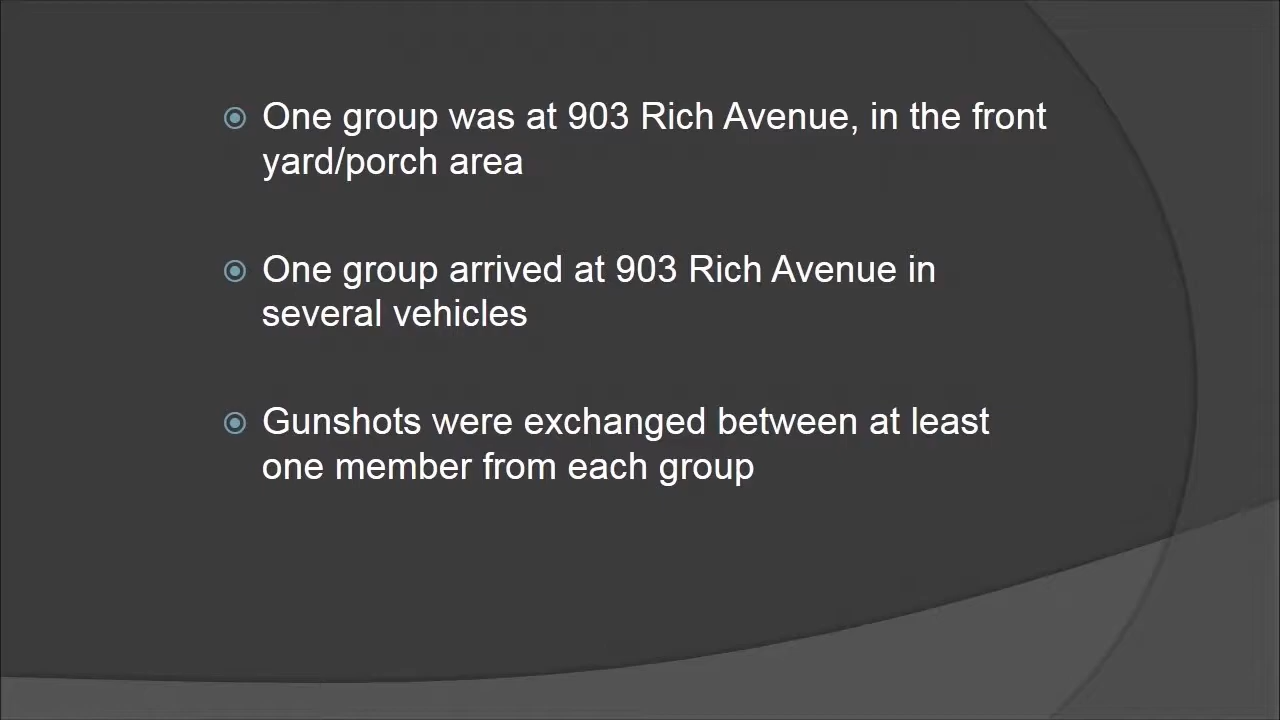 One group was at 903 Rich Avenue, in the front
yard/porch area
One group arrived at 903 Rich Avenue in
several vehicles
Gunshots were exchanged between at least
one member from each group